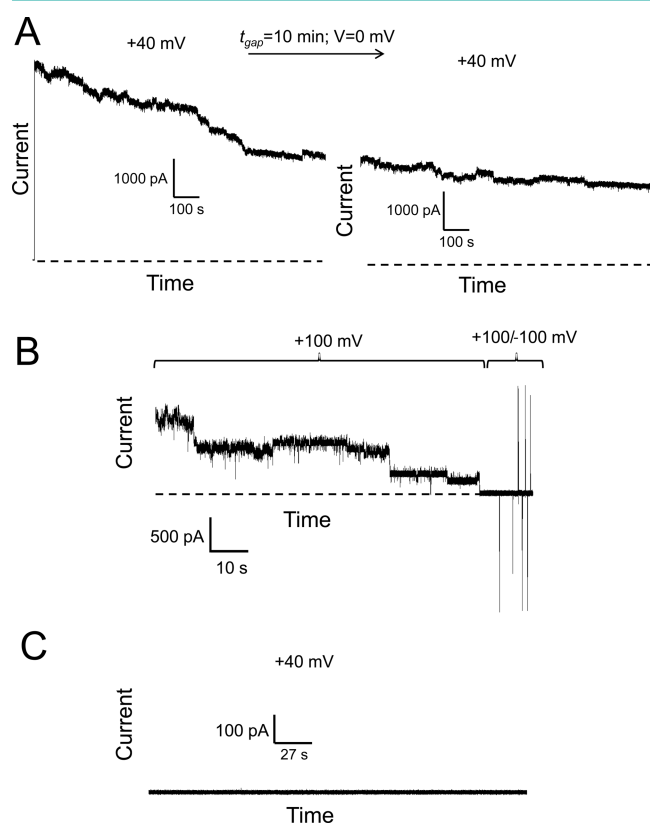 A
+40 mV
t_gap=10 min; V=0 mV
+40 mV
Current
1000 pA
100 s
Time
Current
1000 pA
100 s
Time
B
+100 mV
+100/-100 mV
Current
Time
500 pA
10 s
C
+40 mV
Current
100 pA
27 s
Time